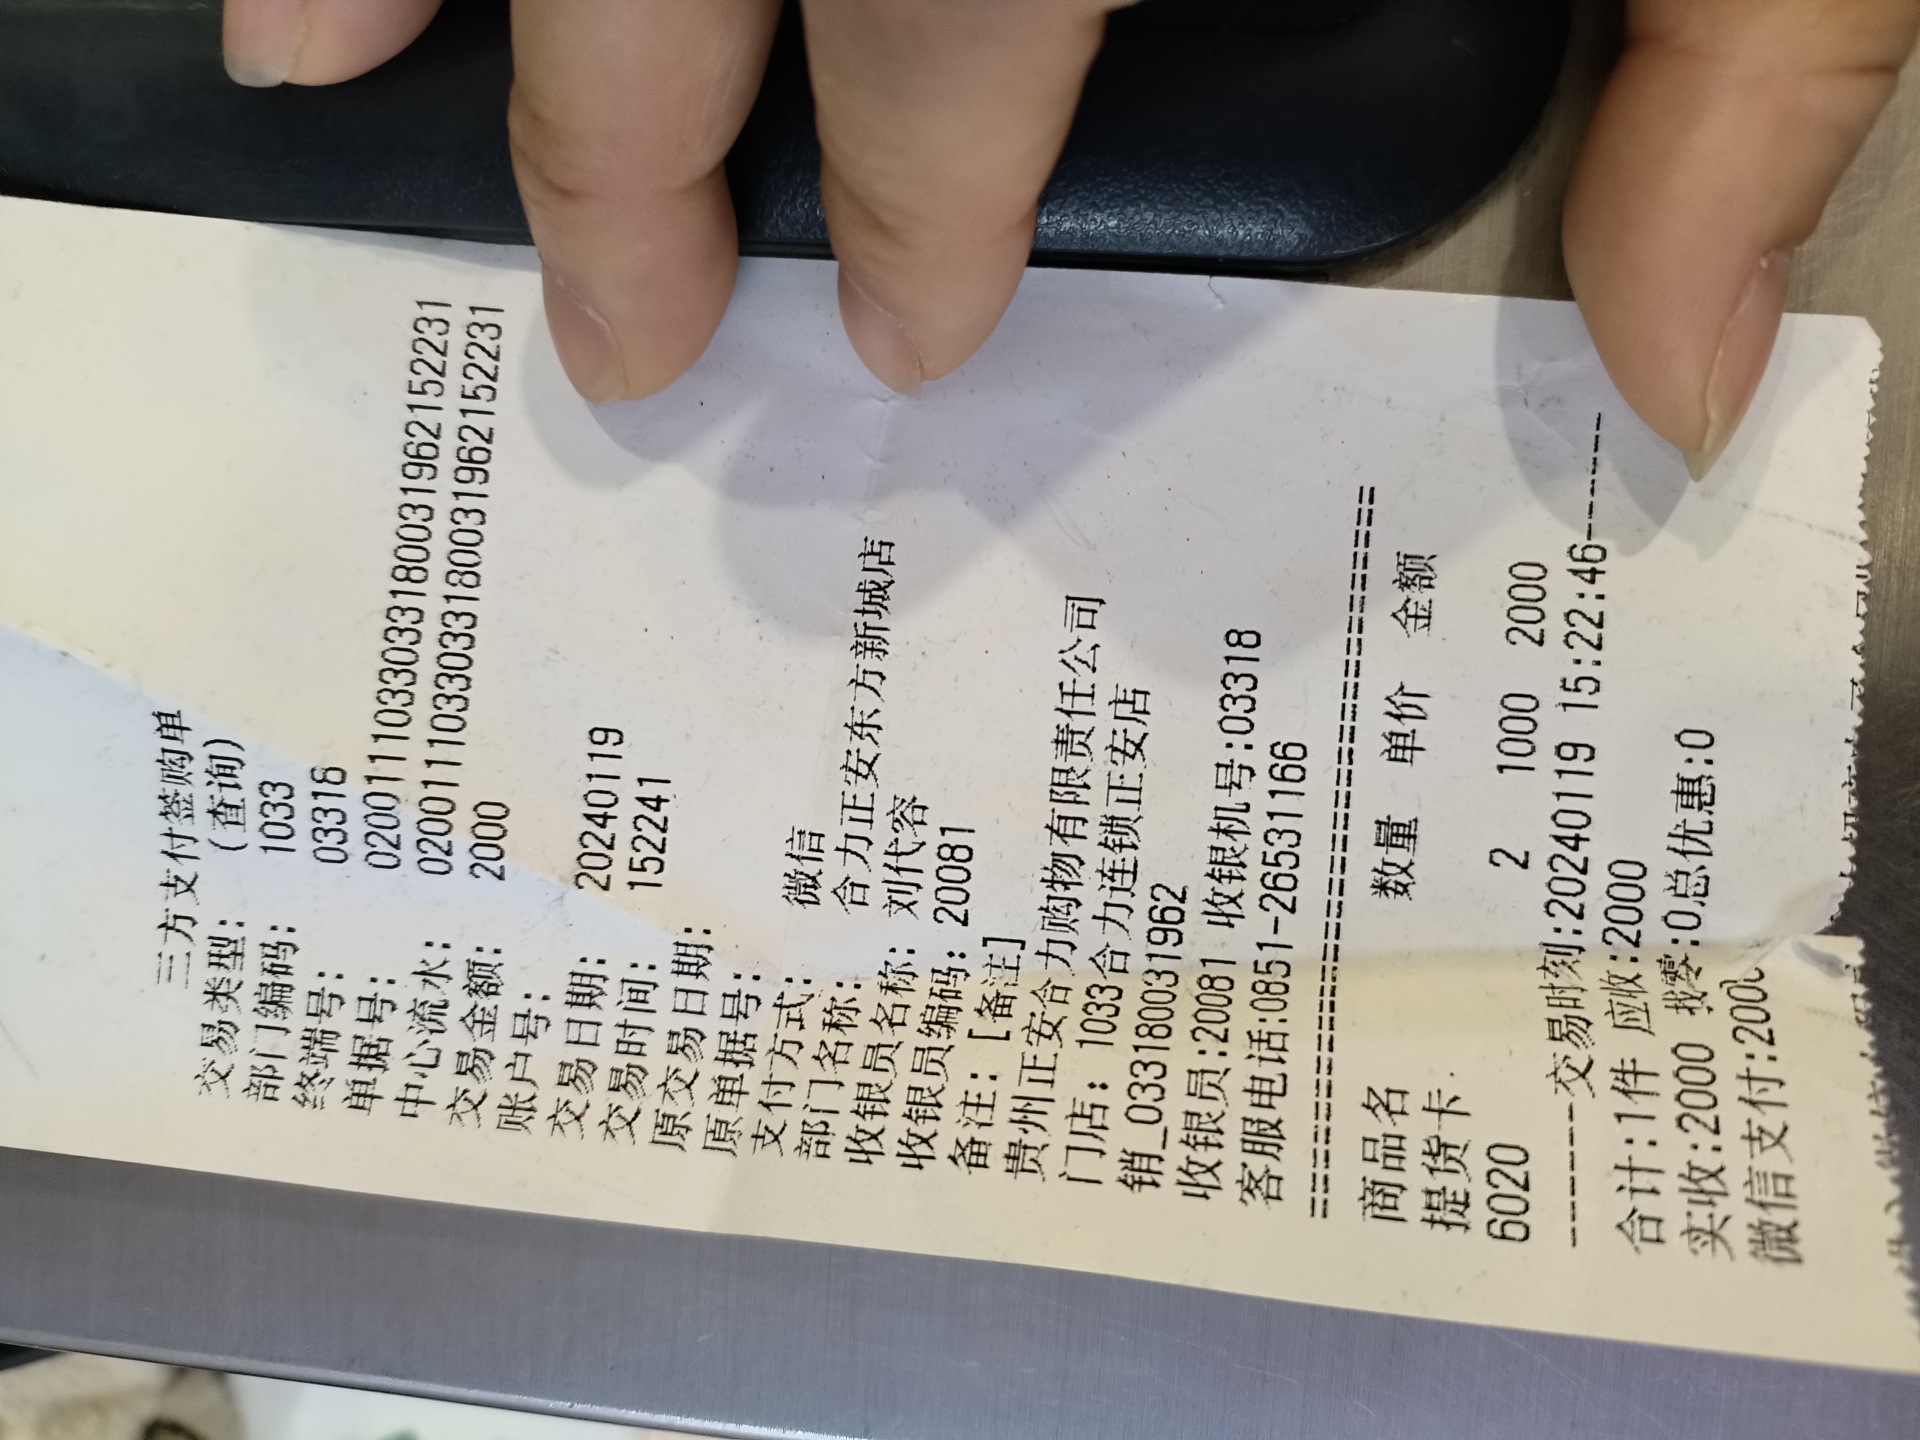 三方支付签购单
交易类型: (查询)
部门编码: 1033
终端号: 03318
单据号: 02001110330331800319621​52231
中心流水: 0200111033033180031962152231
交易金额: 2000
账户号:
交易日期: 20240119
交易时间: 152241
原交易日期:
原单据号:
支付方式: 微信
部门名称: 合力正安东方新城店
收银员名称: 刘代容
收银员编码: 20081
备注: [备注]
贵州正安合力购物有限责任公司
门店: 1033合力连锁正安店
销_033180031962
收银员:20081 收银机号:03318
客服电话:0851-26531166
================================
商品名 数量 单价 金额
提货卡
6020 2 1000 2000
------交易时刻:20240119 15:22:46------
合计:1件 应收:2000
实收:2000 找零:0总优惠:0
微信支付:2000